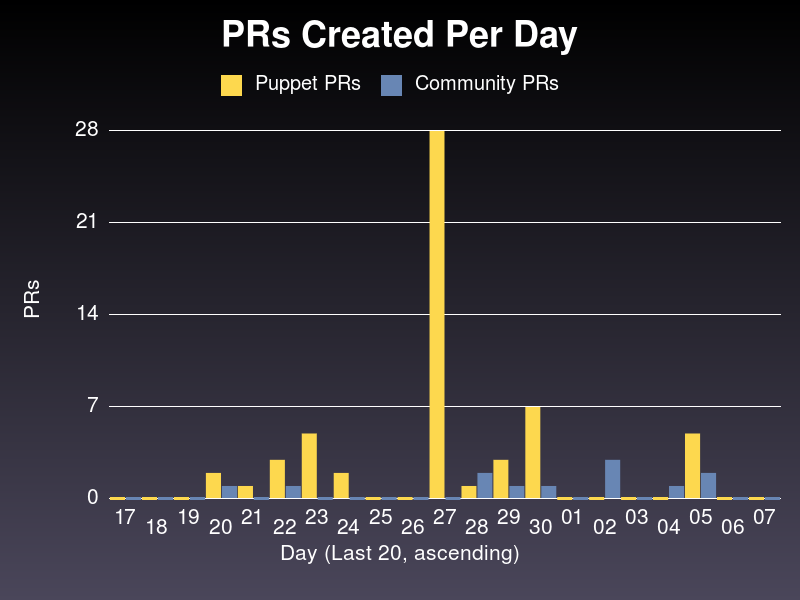 PRs Created Per Day
Puppet PRs Community PRs
28
21
14
7
0
PRs
17 18 19 20 21 22 23 24 25 26 27 28 29 30 01 02 03 04 05 06 07
Day (Last 20, ascending)